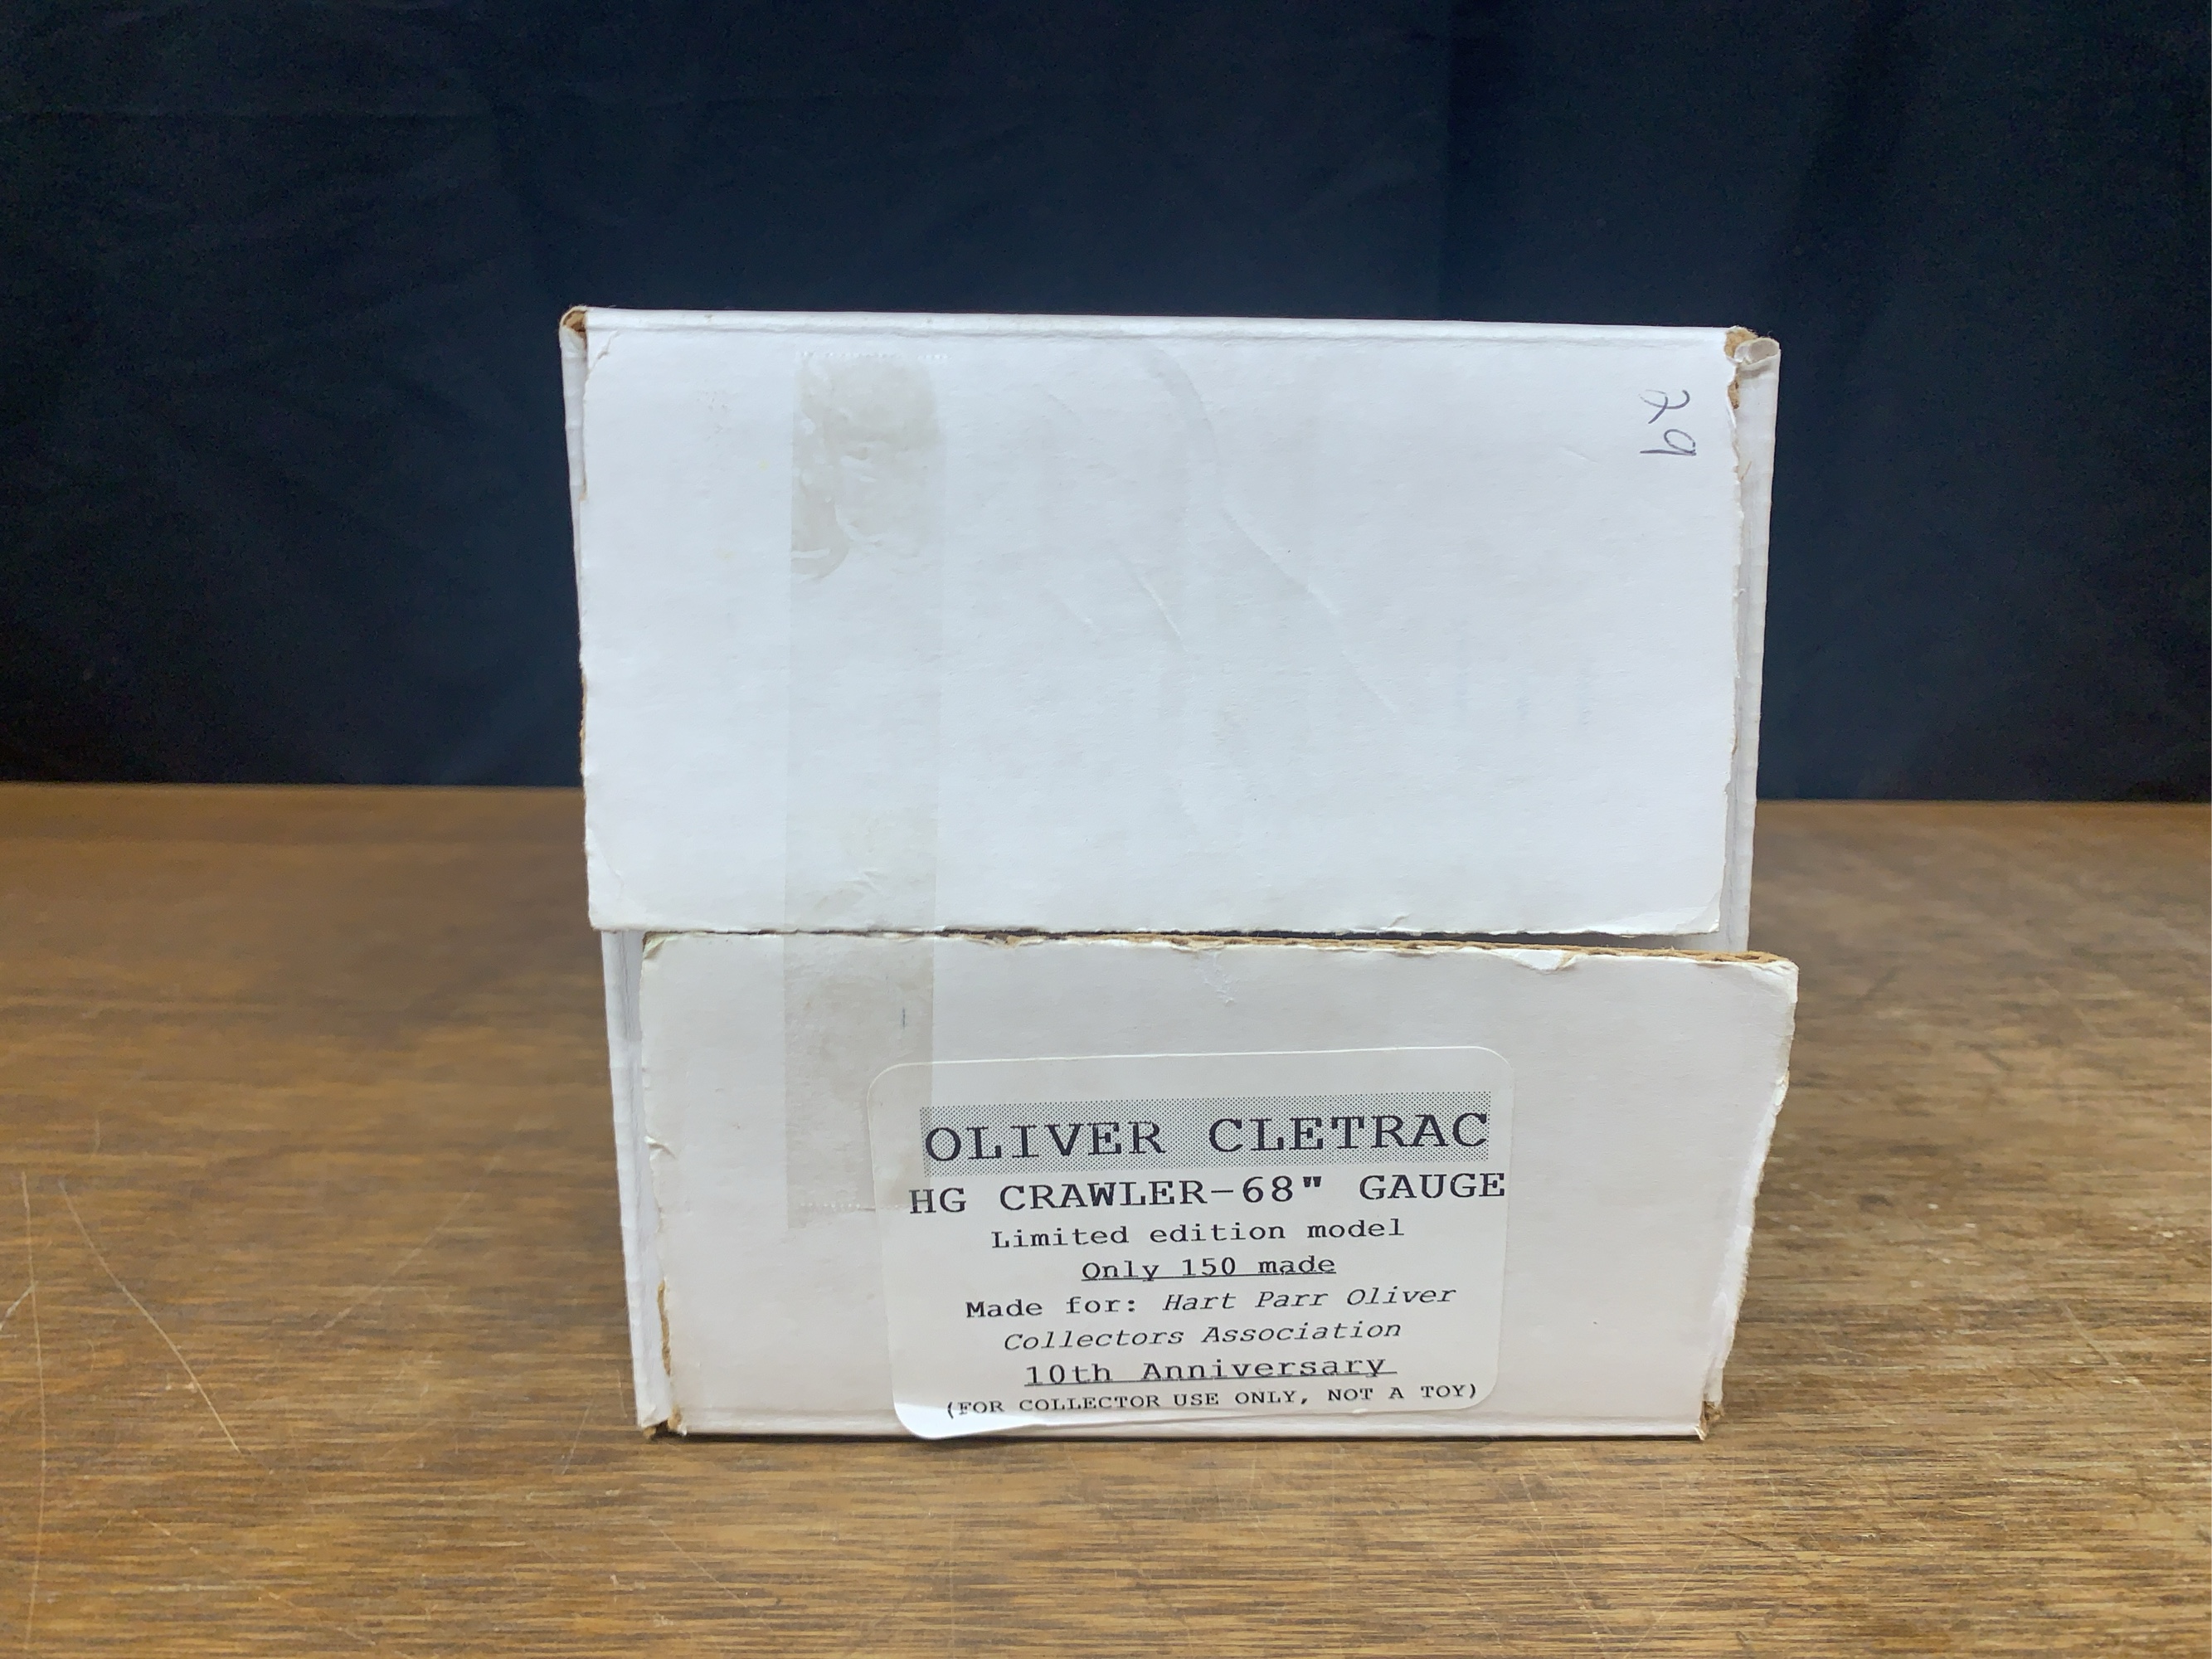 29
OLIVER CLETRAC
HG CRAWLER-68" GAUGE
Limited edition model
Only 150 made
Made for: Hart Parr Oliver
Collectors Association
10th Anniversary
(FOR COLLECTOR USE ONLY, NOT A TOY)